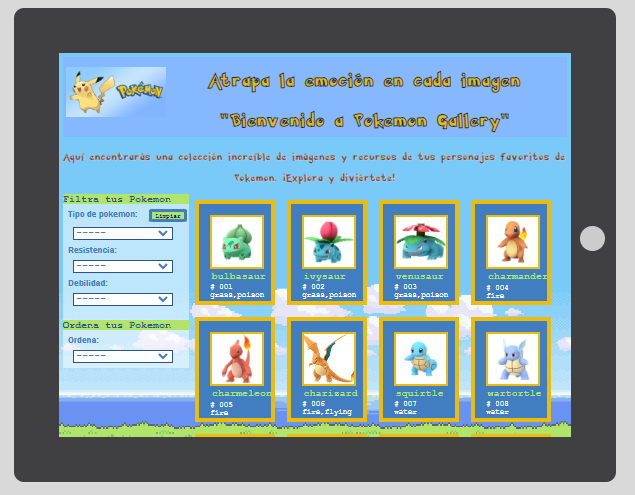 Pokémon
Atrapa la emoción en cada imagen
"Bienvenido a Pokemon Gallery"
Aquí encontrarás una colección increíble de imágenes y recursos de tus personajes favoritos de
Pokemon. ¡Explora y diviértete!
Filtra tus Pokemon
Tipo de pokemon:
Limpiar
-----
Resistencia:
-----
Debilidad:
-----
Ordena tus Pokemon
Ordena:
-----
bulbasaur
# 001
grass,poison
ivysaur
# 002
grass,poison
venusaur
# 003
grass,poison
charmander
# 004
fire
charmeleon
# 005
fire
charizard
# 006
fire,flying
squirtle
# 007
water
wartortle
# 008
water